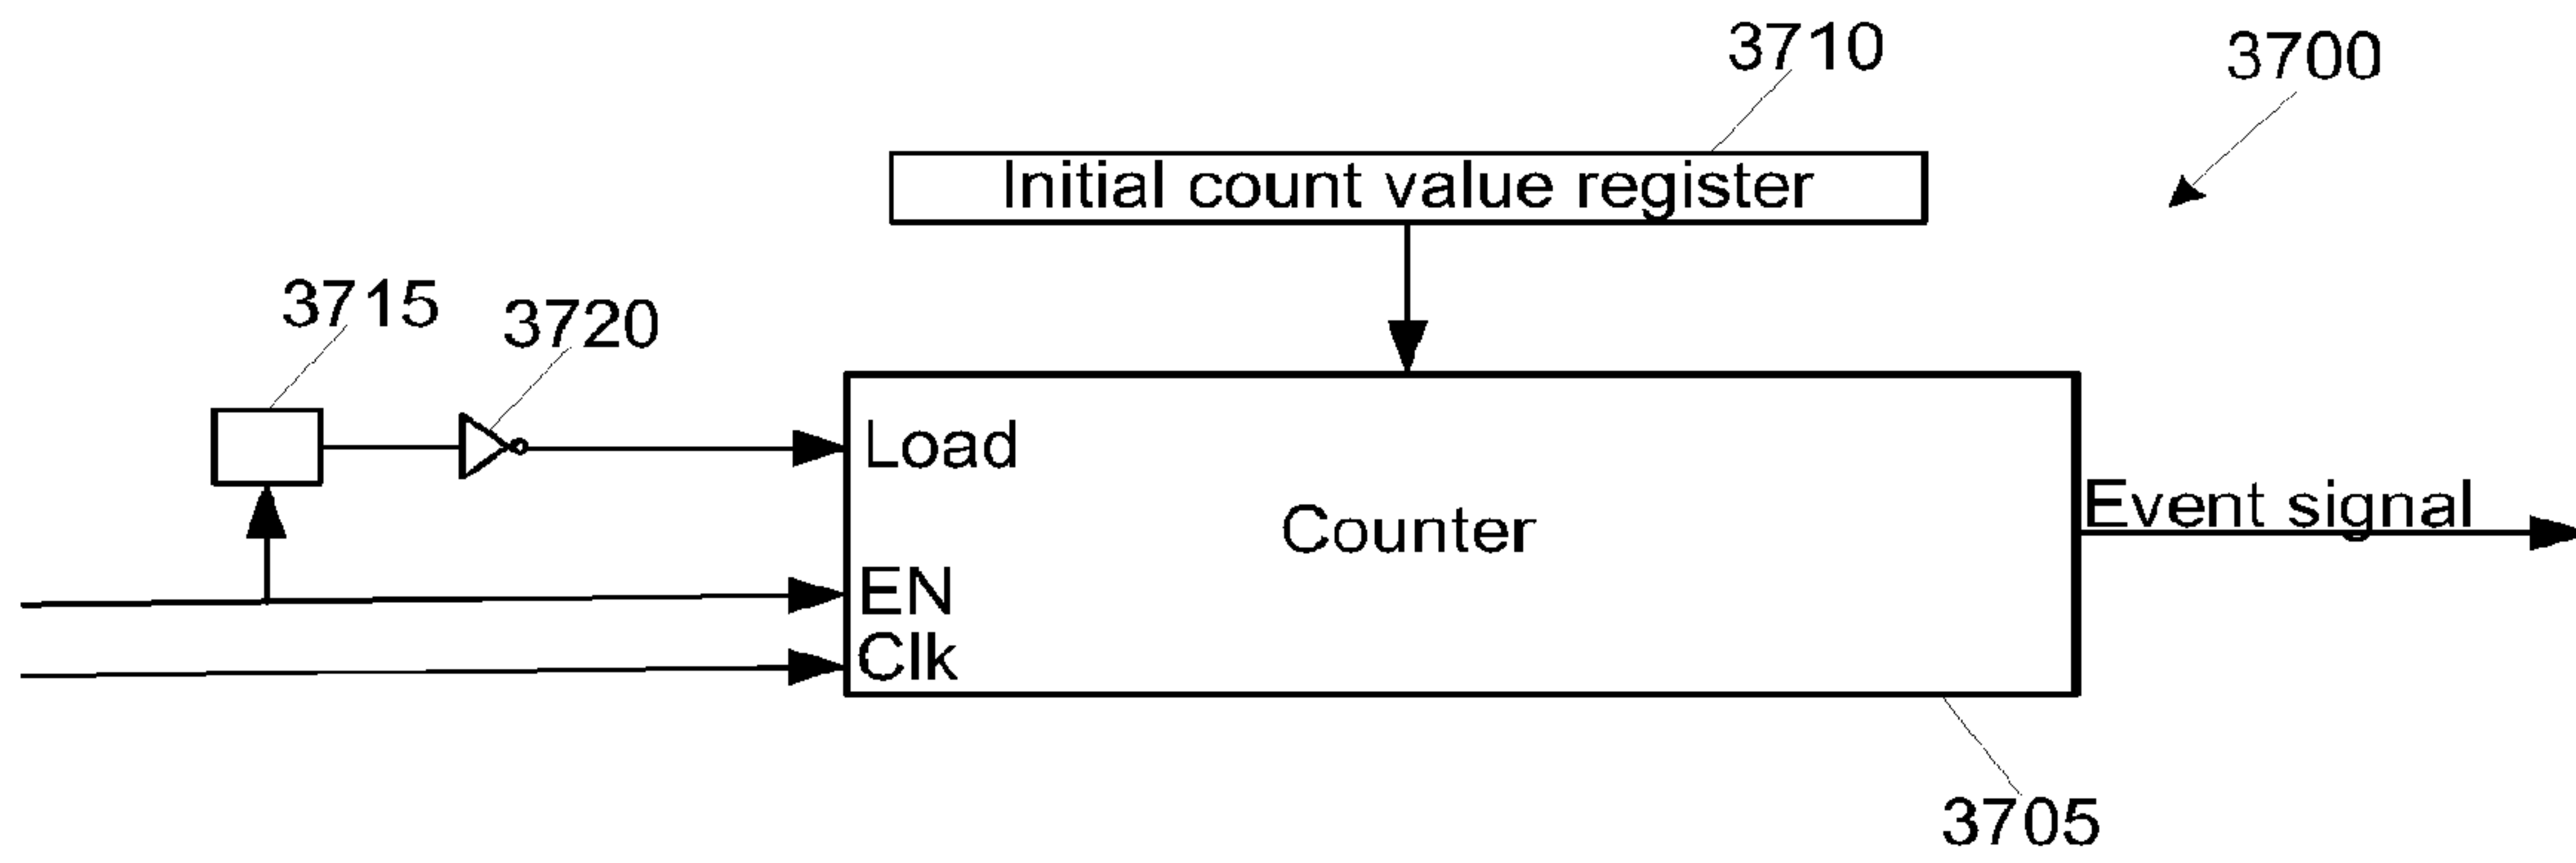 3710
3700
Initial count value register
3715
3720
Load
Counter
Event signal
EN
Clk
3705